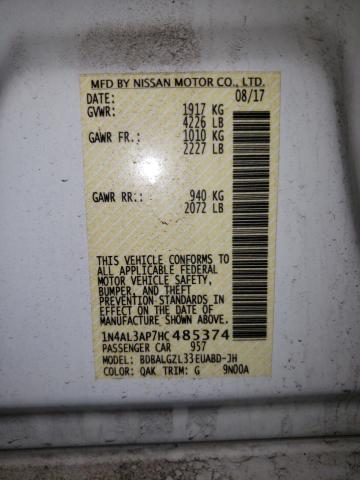 MFD BY NISSAN MOTOR CO., LTD.
DATE: 08/17
GVWR: 1917 KG
4226 LB
GAWR FR.: 1010 KG
2227 LB
GAWR RR.: 940 KG
2072 LB
THIS VEHICLE CONFORMS TO
ALL APPLICABLE FEDERAL
MOTOR VEHICLE SAFETY,
BUMPER, AND THEFT
PREVENTION STANDARDS IN
EFFECT ON THE DATE OF
MANUFACTURE SHOWN ABOVE.
1N4AL3AP7HC485374
PASSENGER CAR 957
MODEL: BDBALGZL33EUABD-JH
COLOR: QAK TRIM: G 9N00A